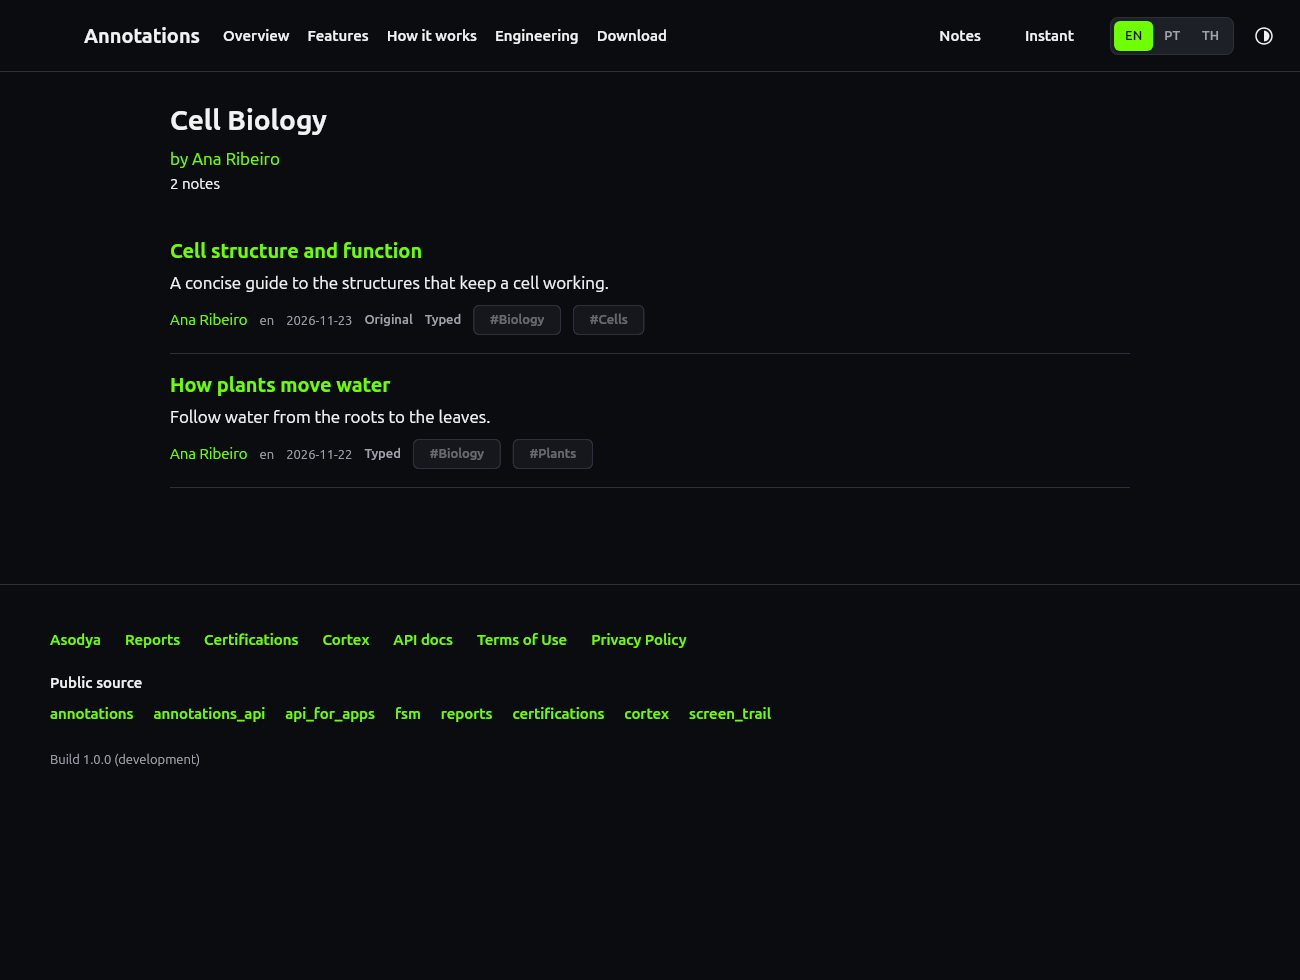 Annotations Overview Features How it works Engineering Download Notes Instant EN PT TH
Cell Biology
by Ana Ribeiro
2 notes
Cell structure and function
A concise guide to the structures that keep a cell working.
Ana Ribeiro en 2026-11-23 Original Typed #Biology #Cells
How plants move water
Follow water from the roots to the leaves.
Ana Ribeiro en 2026-11-22 Typed #Biology #Plants
Asodya Reports Certifications Cortex API docs Terms of Use Privacy Policy
Public source
annotations annotations_api api_for_apps fsm reports certifications cortex screen_trail
Build 1.0.0 (development)